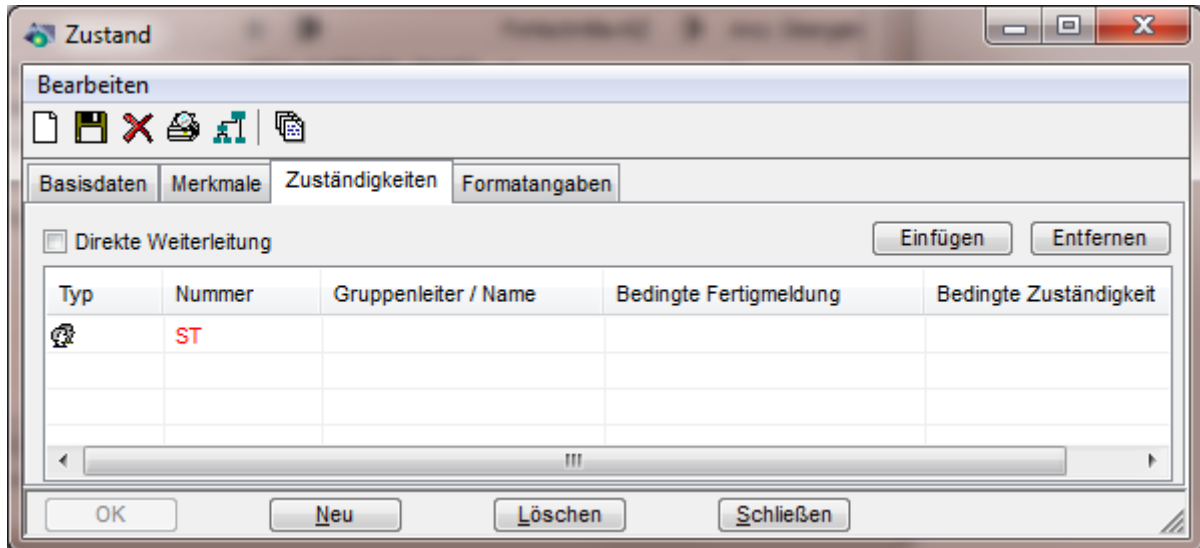 Zustand
Bearbeiten
Basisdaten Merkmale Zuständigkeiten Formatangaben
Direkte Weiterleitung Einfügen Entfernen
Typ Nummer Gruppenleiter / Name Bedingte Fertigmeldung Bedingte Zuständigkeit
ST
OK Neu Löschen Schließen